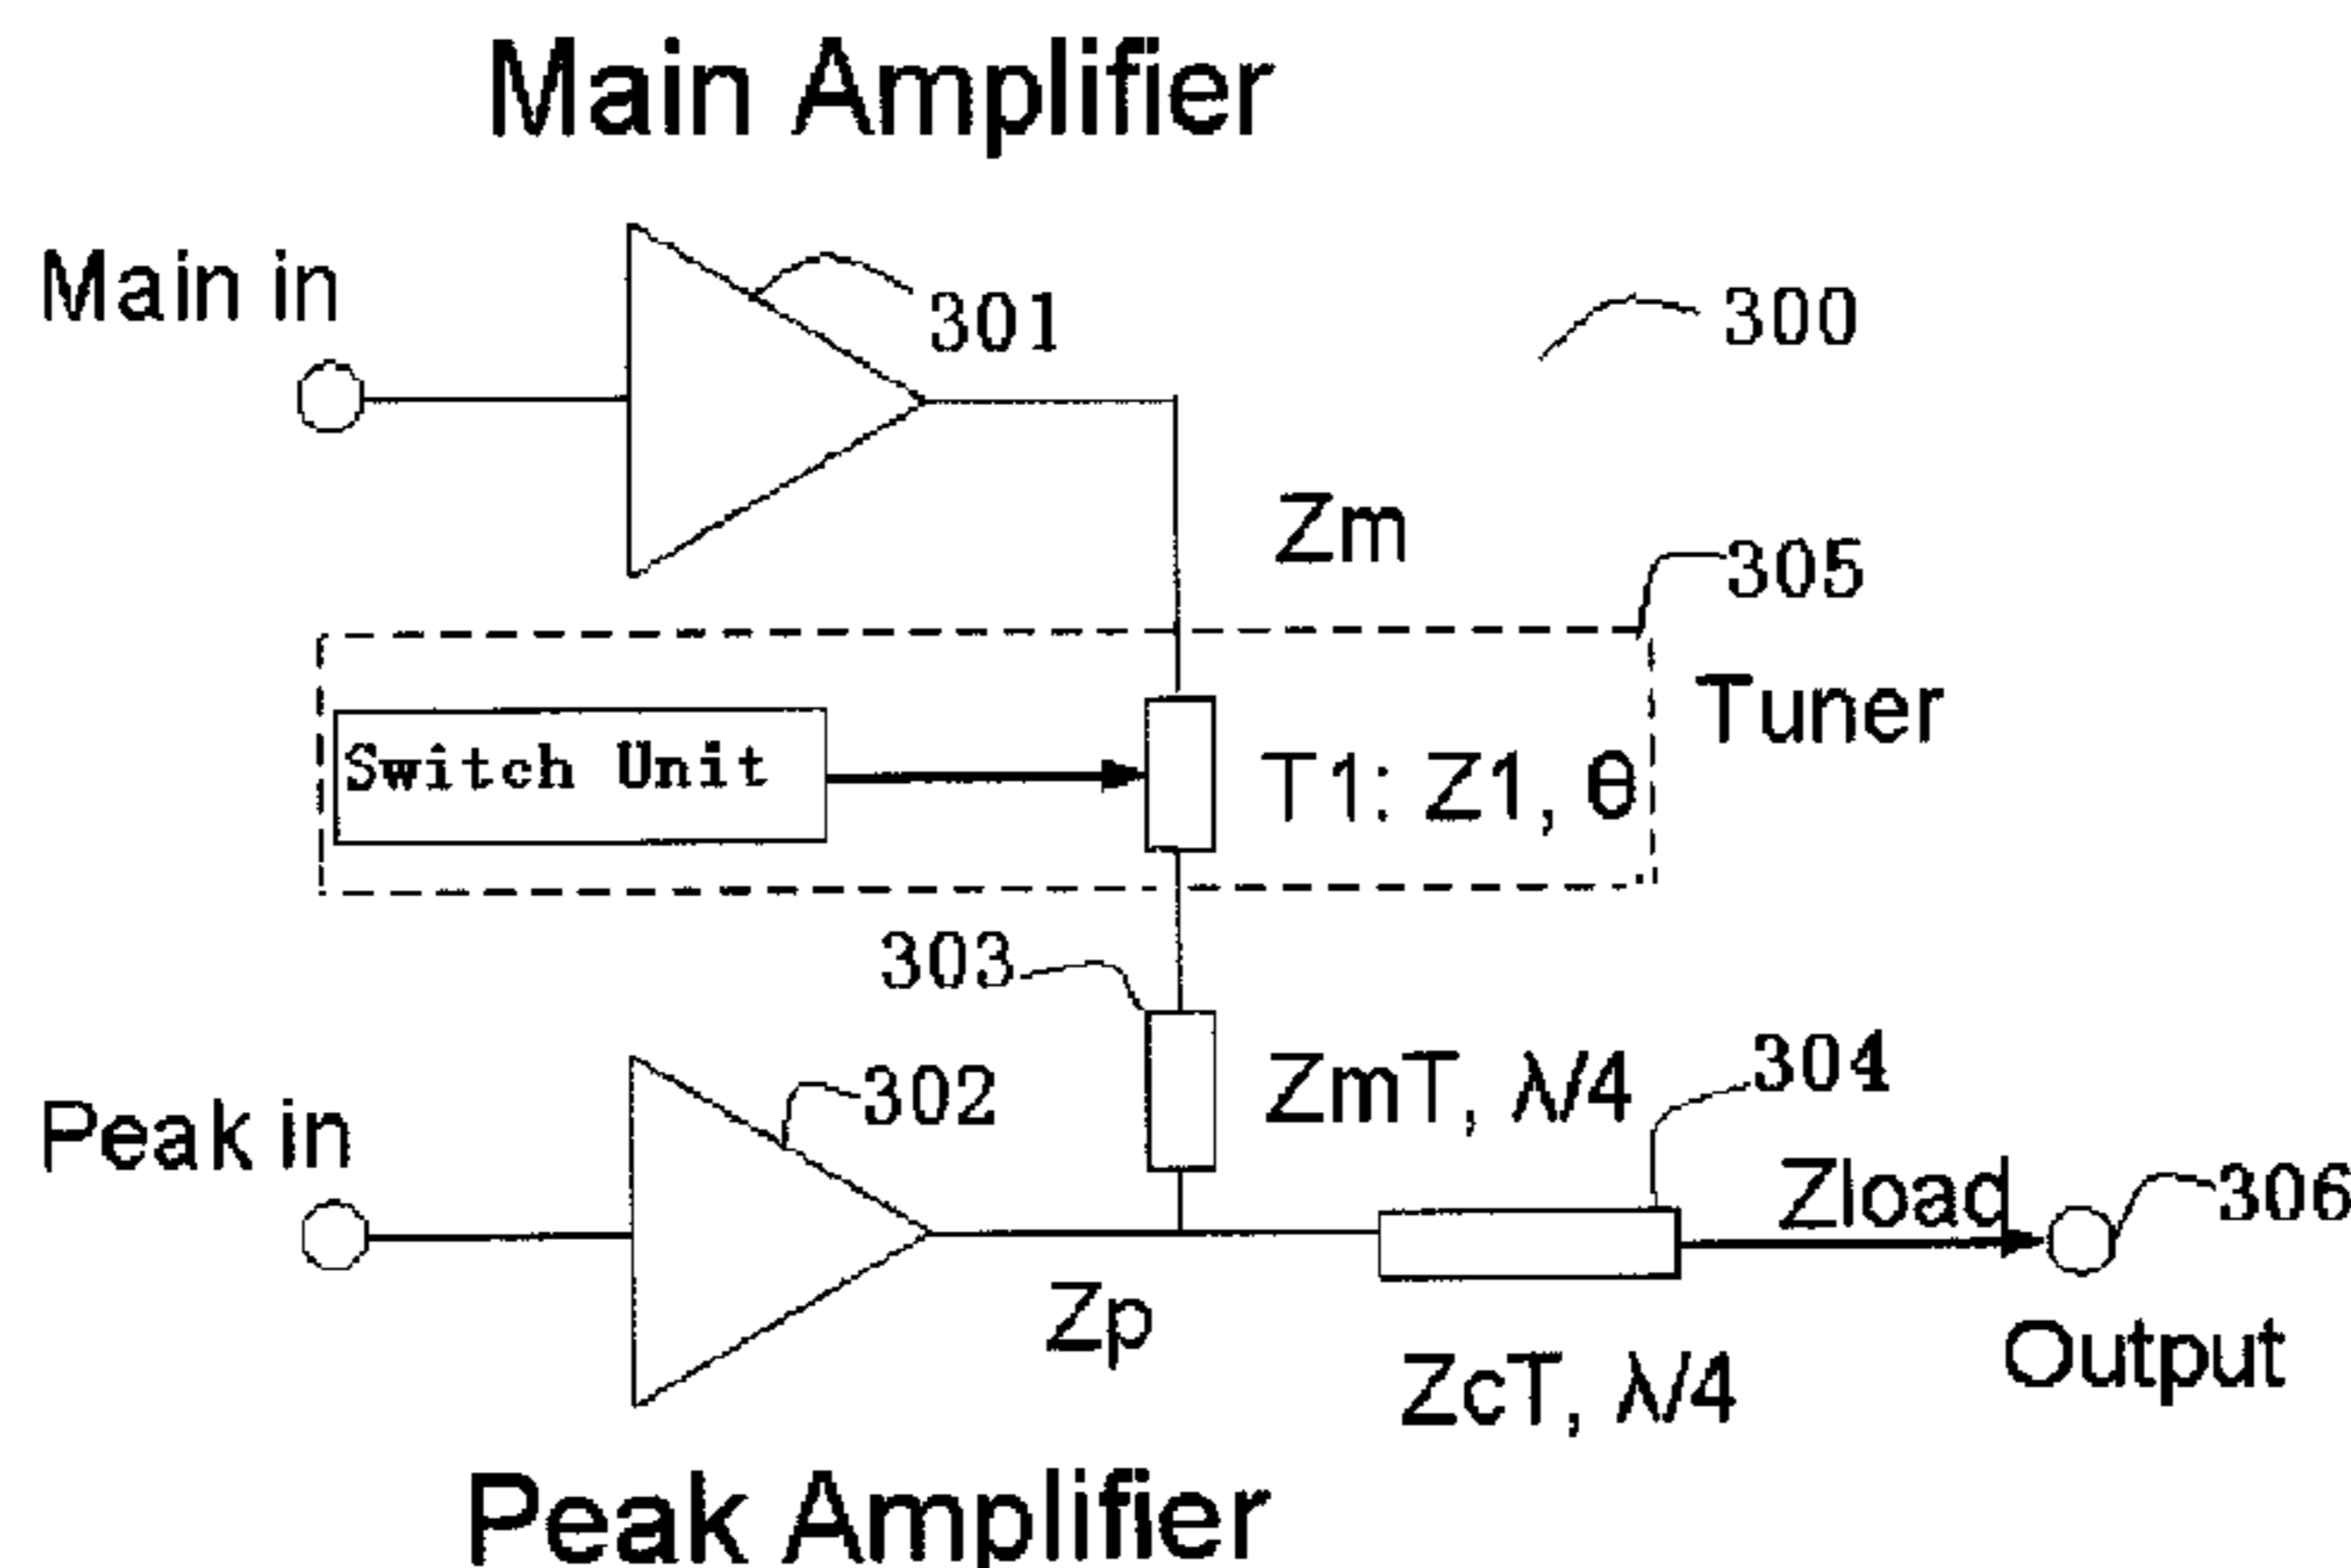 Main Amplifier
Main in
301
300
Zm
305
Tuner
Switch Unit
T1: Z1, θ
303
Peak in
302
ZmT, λ/4
304
Zload
306
Zp
ZcT, λ/4
Output
Peak Amplifier